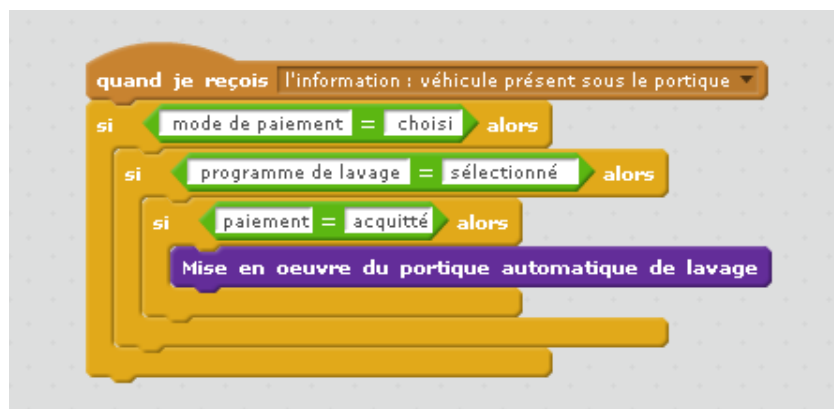 quand je reçois l'information : véhicule présent sous le portique
si mode de paiement = choisi alors
si programme de lavage = sélectionné alors
si paiement = acquitté alors
Mise en oeuvre du portique automatique de lavage